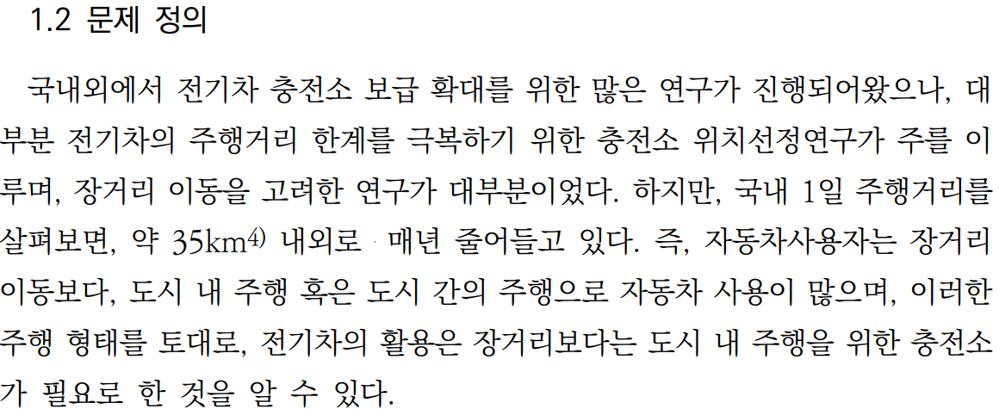 1.2 문제 정의
국내외에서 전기차 충전소 보급 확대를 위한 많은 연구가 진행되어왔으나, 대
부분 전기차의 주행거리 한계를 극복하기 위한 충전소 위치선정연구가 주를 이
루며, 장거리 이동을 고려한 연구가 대부분이었다. 하지만, 국내 1일 주행거리를
살펴보면, 약 35km4) 내외로 매년 줄어들고 있다. 즉, 자동차사용자는 장거리
이동보다, 도시 내 주행 혹은 도시 간의 주행으로 자동차 사용이 많으며, 이러한
주행 형태를 토대로, 전기차의 활용은 장거리보다는 도시 내 주행을 위한 충전소
가 필요로 한 것을 알 수 있다.